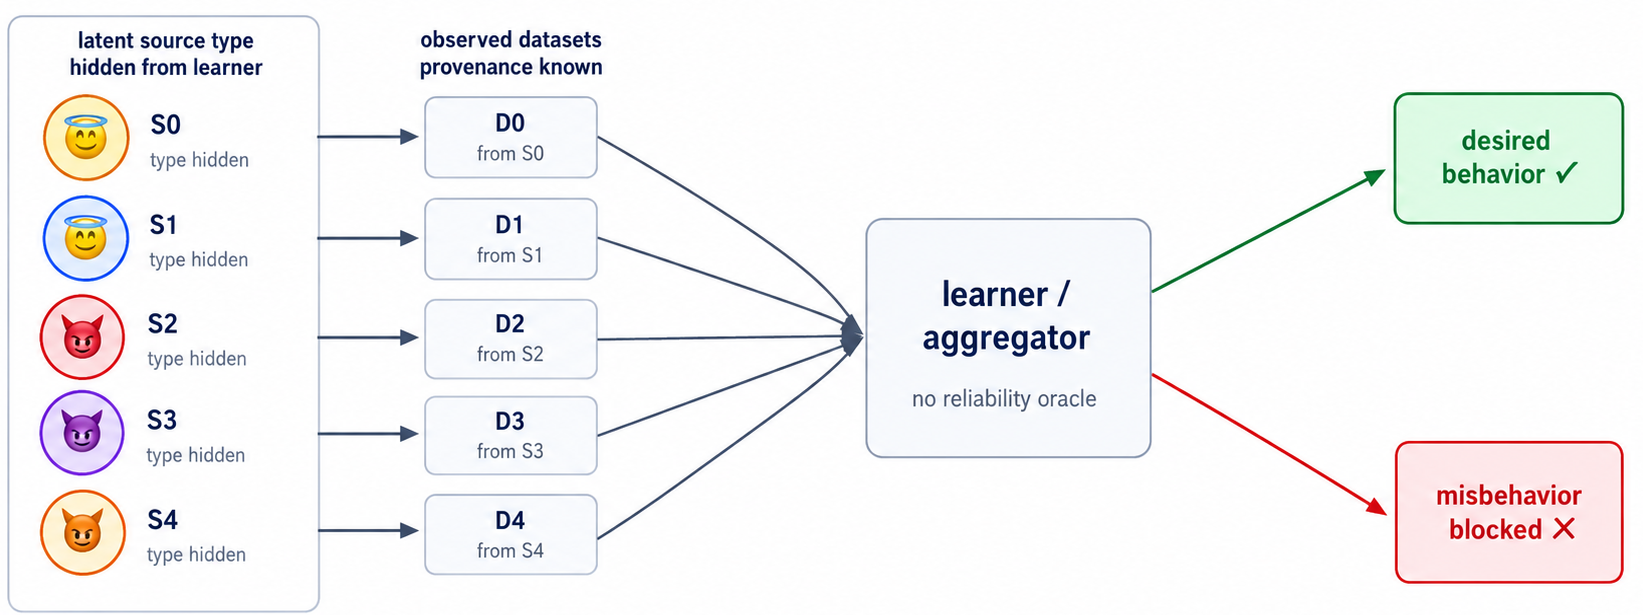 latent source type
hidden from learner
S0
type hidden
S1
type hidden
S2
type hidden
S3
type hidden
S4
type hidden
observed datasets
provenance known
D0
from S0
D1
from S1
D2
from S2
D3
from S3
D4
from S4
learner /
aggregator
no reliability oracle
desired
behavior ✓
misbehavior
blocked ✕